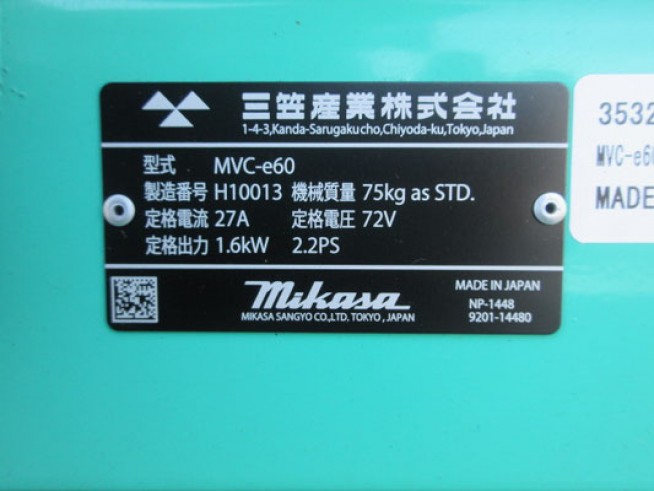 三笠産業株式会社
1-4-3,Kanda-Sarugakucho,Chiyoda-ku,Tokyo,Japan
型式 MVC-e60
製造番号 H10013 機械質量 75kg as STD.
定格電流 27A 定格電圧 72V
定格出力 1.6kW 2.2PS
Mikasa
MIKASA SANGYO CO.,LTD. TOKYO , JAPAN
MADE IN JAPAN
NP-1448
9201-14480
3532
MVC-e60
MADE